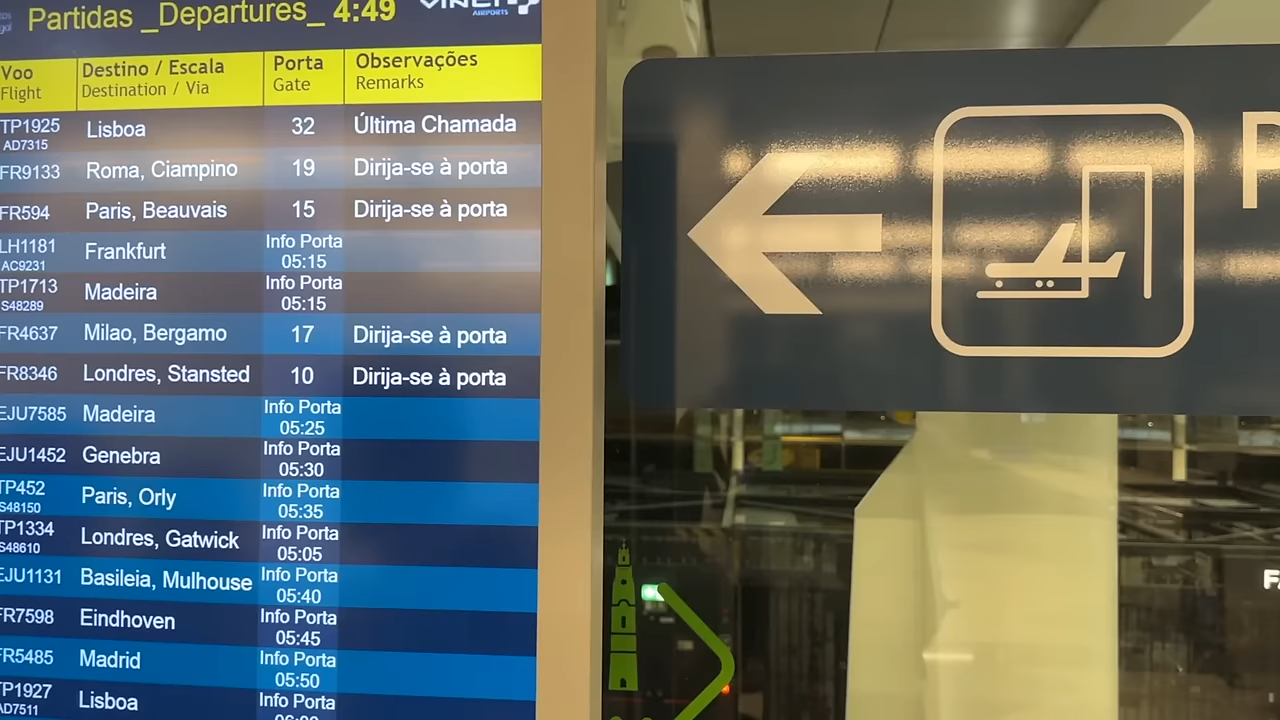 Partidas _Departures_ 4:49
VINCI
AIRPORTS
Voo Destino / Escala Porta Observações
Flight Destination / Via Gate Remarks
TP1925 Lisboa 32 Última Chamada
AD7315
FR9133 Roma, Ciampino 19 Dirija-se à porta
FR594 Paris, Beauvais 15 Dirija-se à porta
LH1181 Frankfurt Info Porta
AC9231 05:15
TP1713 Madeira Info Porta
S48289 05:15
FR4637 Milao, Bergamo 17 Dirija-se à porta
FR8346 Londres, Stansted 10 Dirija-se à porta
EJU7585 Madeira Info Porta
05:25
EJU1452 Genebra Info Porta
05:30
TP452 Paris, Orly Info Porta
S48150 05:35
TP1334 Londres, Gatwick Info Porta
S48610 05:05
EJU1131 Basileia, Mulhouse Info Porta
05:40
FR7598 Eindhoven Info Porta
05:45
FR5485 Madrid Info Porta
05:50
TP1927 Lisboa Info Porta
AD7511